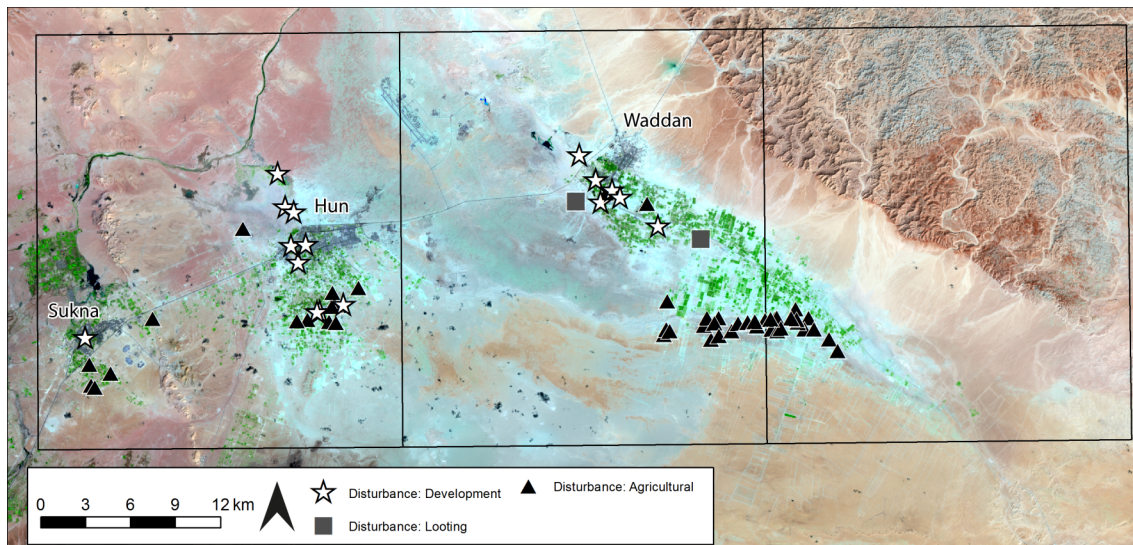 Waddan
Hun
Sukna
0 3 6 9 12 km
Disturbance: Development
Disturbance: Agricultural
Disturbance: Looting